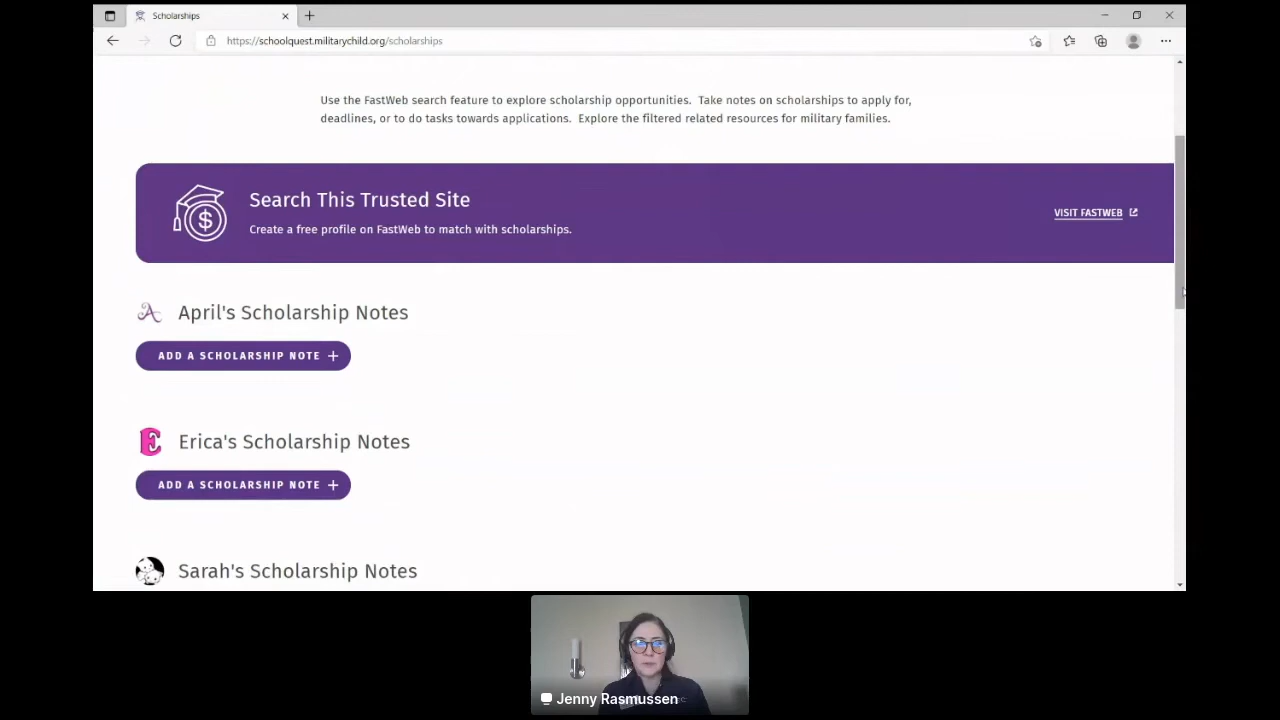 Scholarships
https://schoolquest.militarychild.org/scholarships
Use the FastWeb search feature to explore scholarship opportunities. Take notes on scholarships to apply for,
deadlines, or to do tasks towards applications. Explore the filtered related resources for military families.
Search This Trusted Site
Create a free profile on FastWeb to match with scholarships.
VISIT FASTWEB
A April's Scholarship Notes
ADD A SCHOLARSHIP NOTE +
E Erica's Scholarship Notes
ADD A SCHOLARSHIP NOTE +
Sarah's Scholarship Notes
Jenny Rasmussen